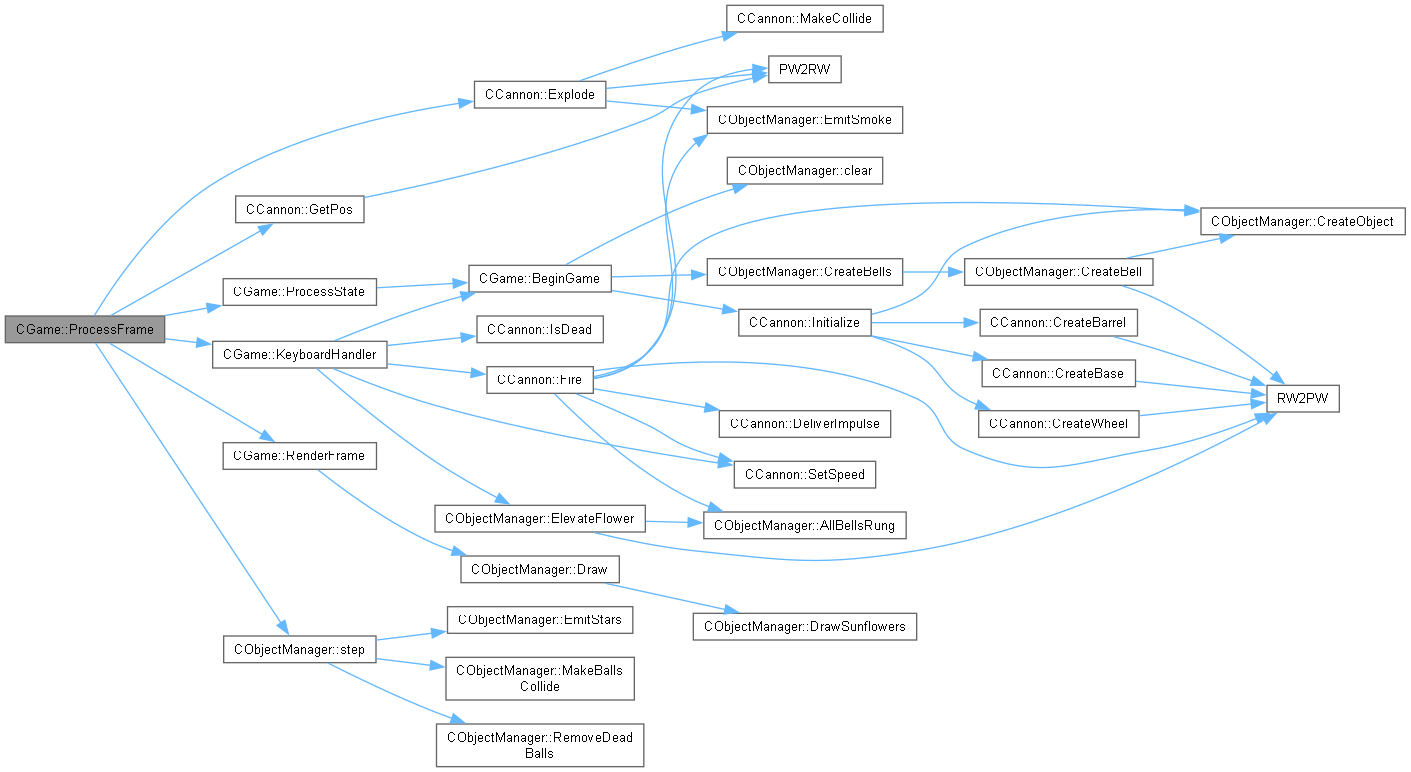 CCannon::MakeCollide
PW2RW
CCannon::Explode
CObjectManager::EmitSmoke
CObjectManager::clear
CCannon::GetPos
CObjectManager::CreateObject
CGame::BeginGame
CObjectManager::CreateBells
CObjectManager::CreateBell
CGame::ProcessState
CGame::ProcessFrame
CCannon::IsDead
CCannon::Initialize
CCannon::CreateBarrel
CGame::KeyboardHandler
CCannon::Fire
CCannon::CreateBase
RW2PW
CCannon::DeliverImpulse
CCannon::CreateWheel
CGame::RenderFrame
CCannon::SetSpeed
CObjectManager::ElevateFlower
CObjectManager::AllBellsRung
CObjectManager::Draw
CObjectManager::EmitStars
CObjectManager::DrawSunflowers
CObjectManager::step
CObjectManager::MakeBalls
Collide
CObjectManager::RemoveDead
Balls